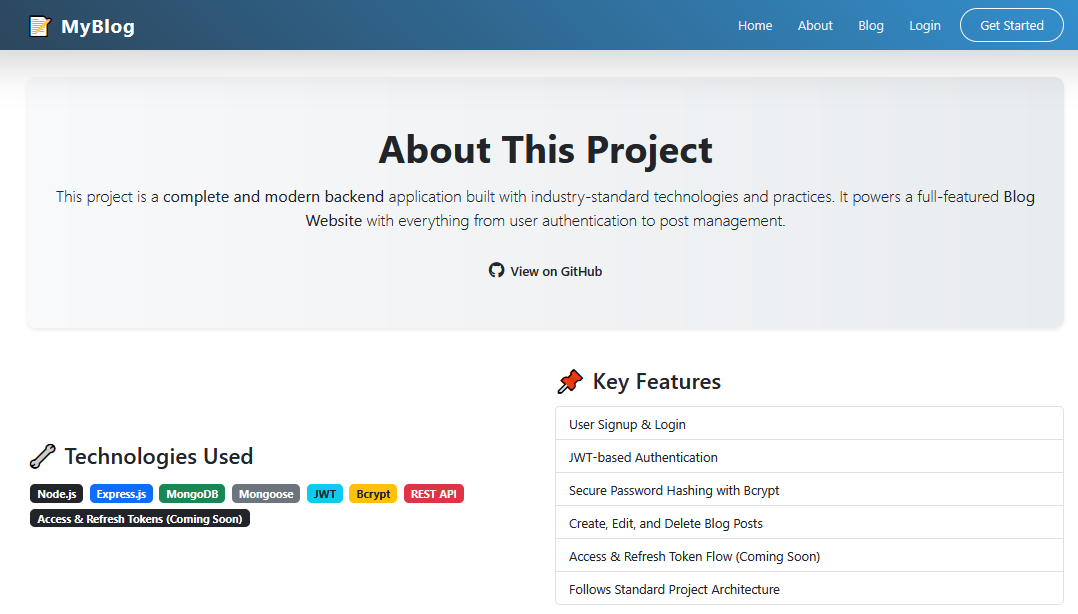 MyBlog
Home About Blog Login Get Started
About This Project
This project is a complete and modern backend application built with industry-standard technologies and practices. It powers a full-featured Blog
Website with everything from user authentication to post management.
View on GitHub
Technologies Used
Node.js Express.js MongoDB Mongoose JWT Bcrypt REST API
Access & Refresh Tokens (Coming Soon)
Key Features
User Signup & Login
JWT-based Authentication
Secure Password Hashing with Bcrypt
Create, Edit, and Delete Blog Posts
Access & Refresh Token Flow (Coming Soon)
Follows Standard Project Architecture